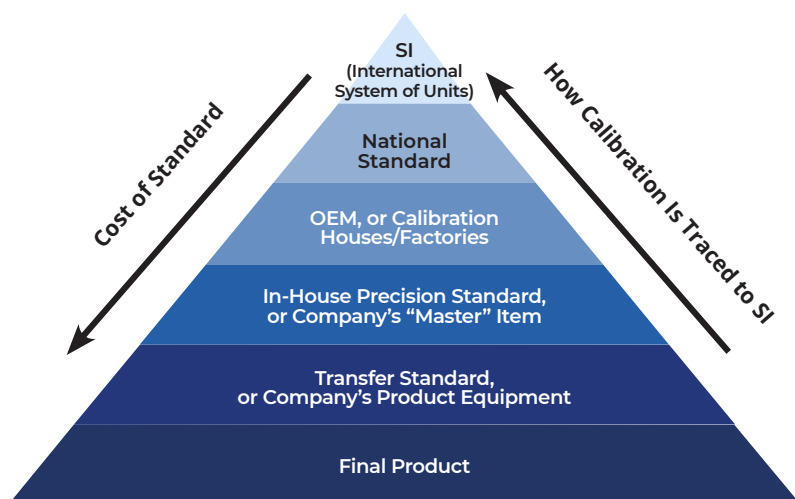 SI
(International
System of Units)
National
Standard
OEM, or Calibration
Houses/Factories
In-House Precision Standard,
or Company’s “Master” Item
Transfer Standard,
or Company’s Product Equipment
Final Product
Cost of Standard
How Calibration Is Traced to SI